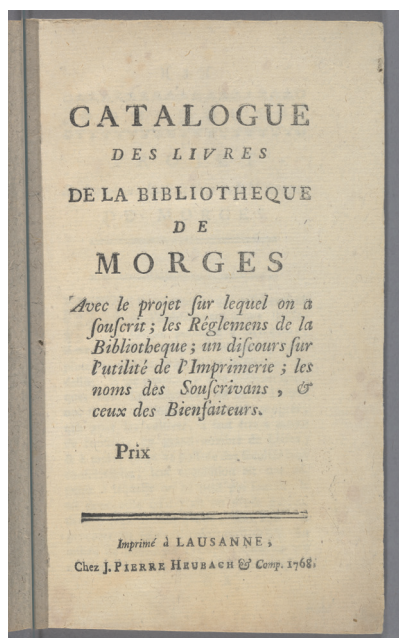 CATALOGUE
DES LIVRES
DE LA BIBLIOTHEQUE
DE
MORGES
Avec le projet ſur lequel on a
ſouſcrit ; les Réglemens de la
Bibliotheque ; un diſcours ſur
l'utilité de l'Imprimerie ; les
noms des Souſcrivans , &
ceux des Bienfaiteurs.
Prix
Imprimé à LAUSANNE,
Chez J. PIERRE HEUBACH & Comp. 1768.